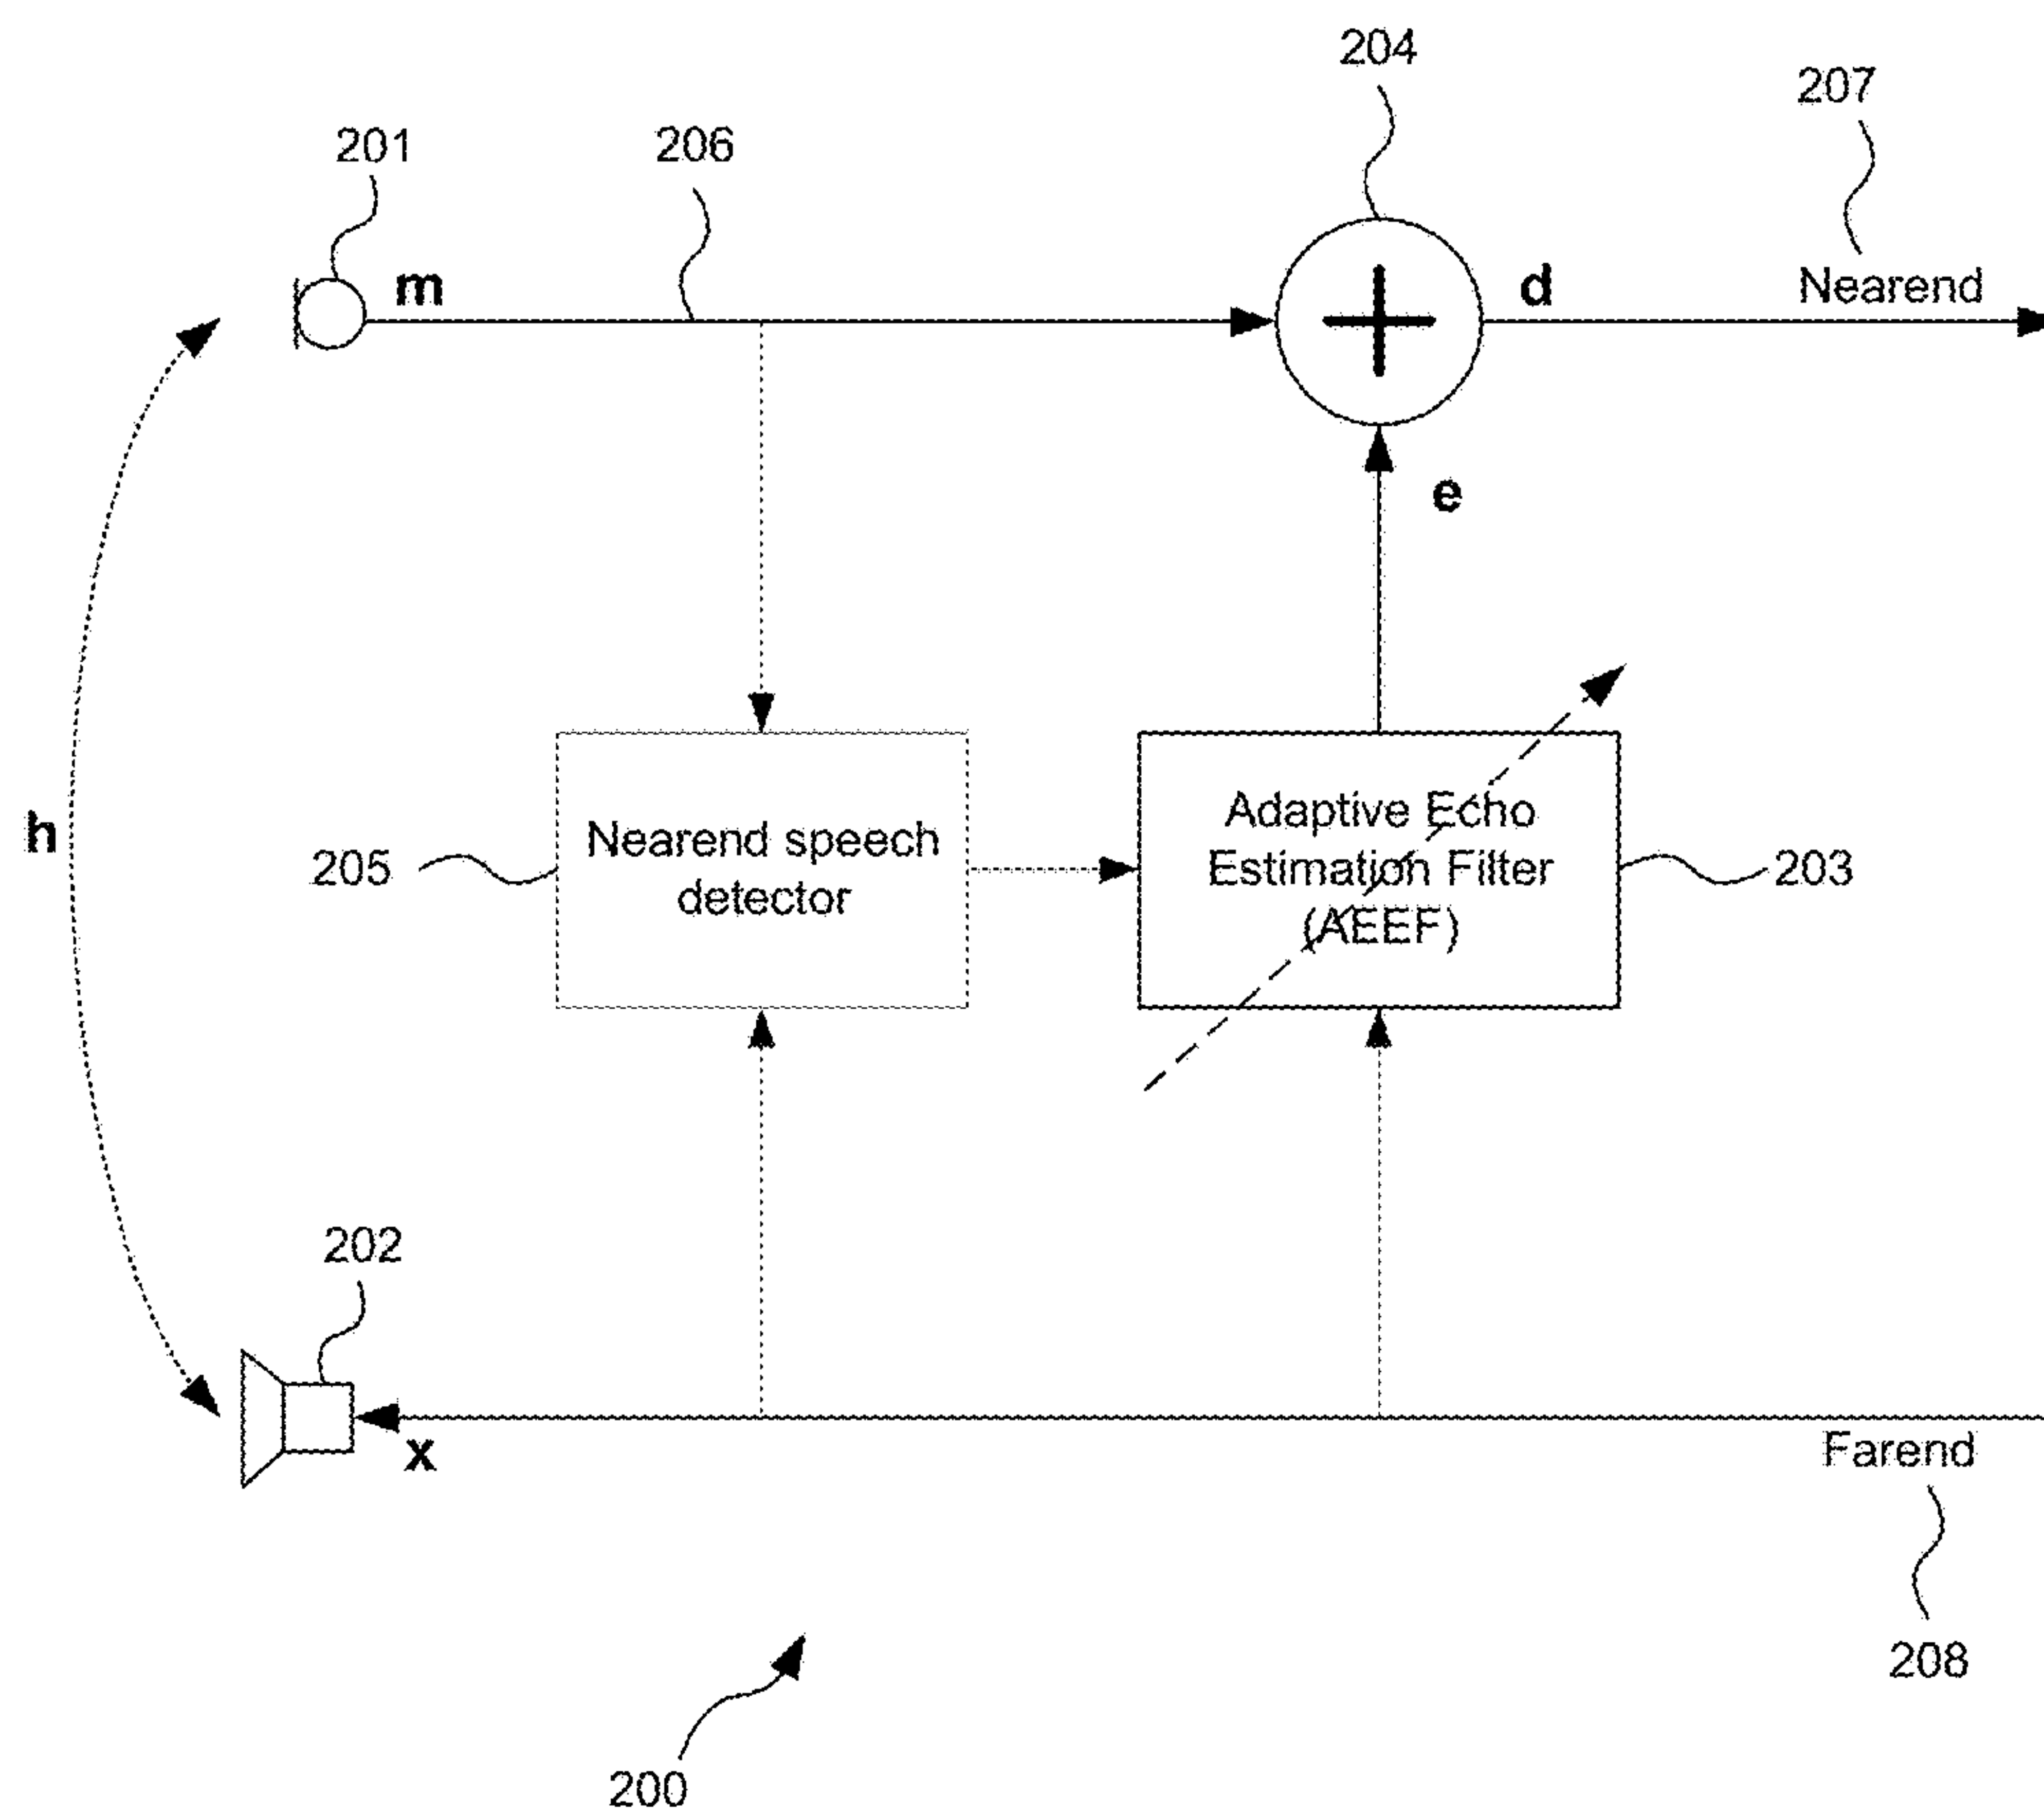 204
207
201
206
m
d
Nearend
e
Adaptive Echo
Estimation Filter
(AEEF)
Nearend speech
detector
h
205
203
202
x
Farend
208
200